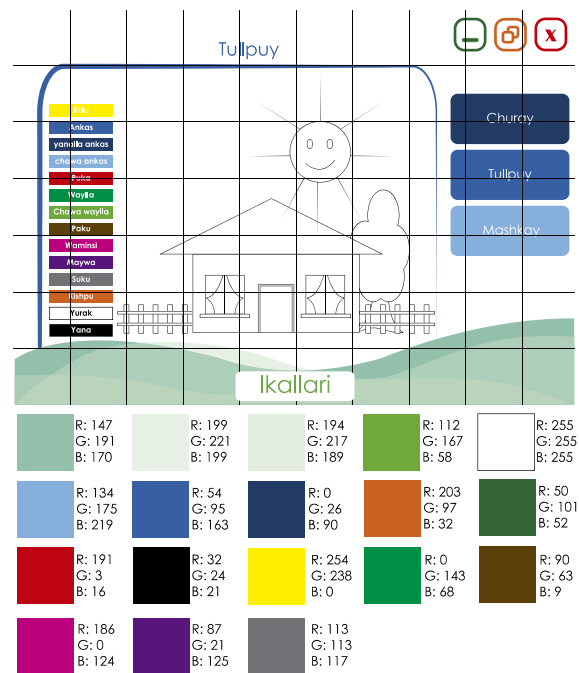 Tullpuy
x
Killu
Ankas
yanalla ankas
chawa ankas
Puka
Waylla
Chawa waylla
Paku
Waminsi
Maywa
Suku
Kishpu
Yurak
Yana
Churay
Tullpuy
Mashkay
Ikallari
R: 147
G: 191
B: 170
R: 199
G: 221
B: 199
R: 194
G: 217
B: 189
R: 112
G: 167
B: 58
R: 255
G: 255
B: 255
R: 134
G: 175
B: 219
R: 54
G: 95
B: 163
R: 0
G: 26
B: 90
R: 203
G: 97
B: 32
R: 50
G: 101
B: 52
R: 191
G: 3
B: 16
R: 32
G: 24
B: 21
R: 254
G: 238
B: 0
R: 0
G: 143
B: 68
R: 90
G: 63
B: 9
R: 186
G: 0
B: 124
R: 87
G: 21
B: 125
R: 113
G: 113
B: 117